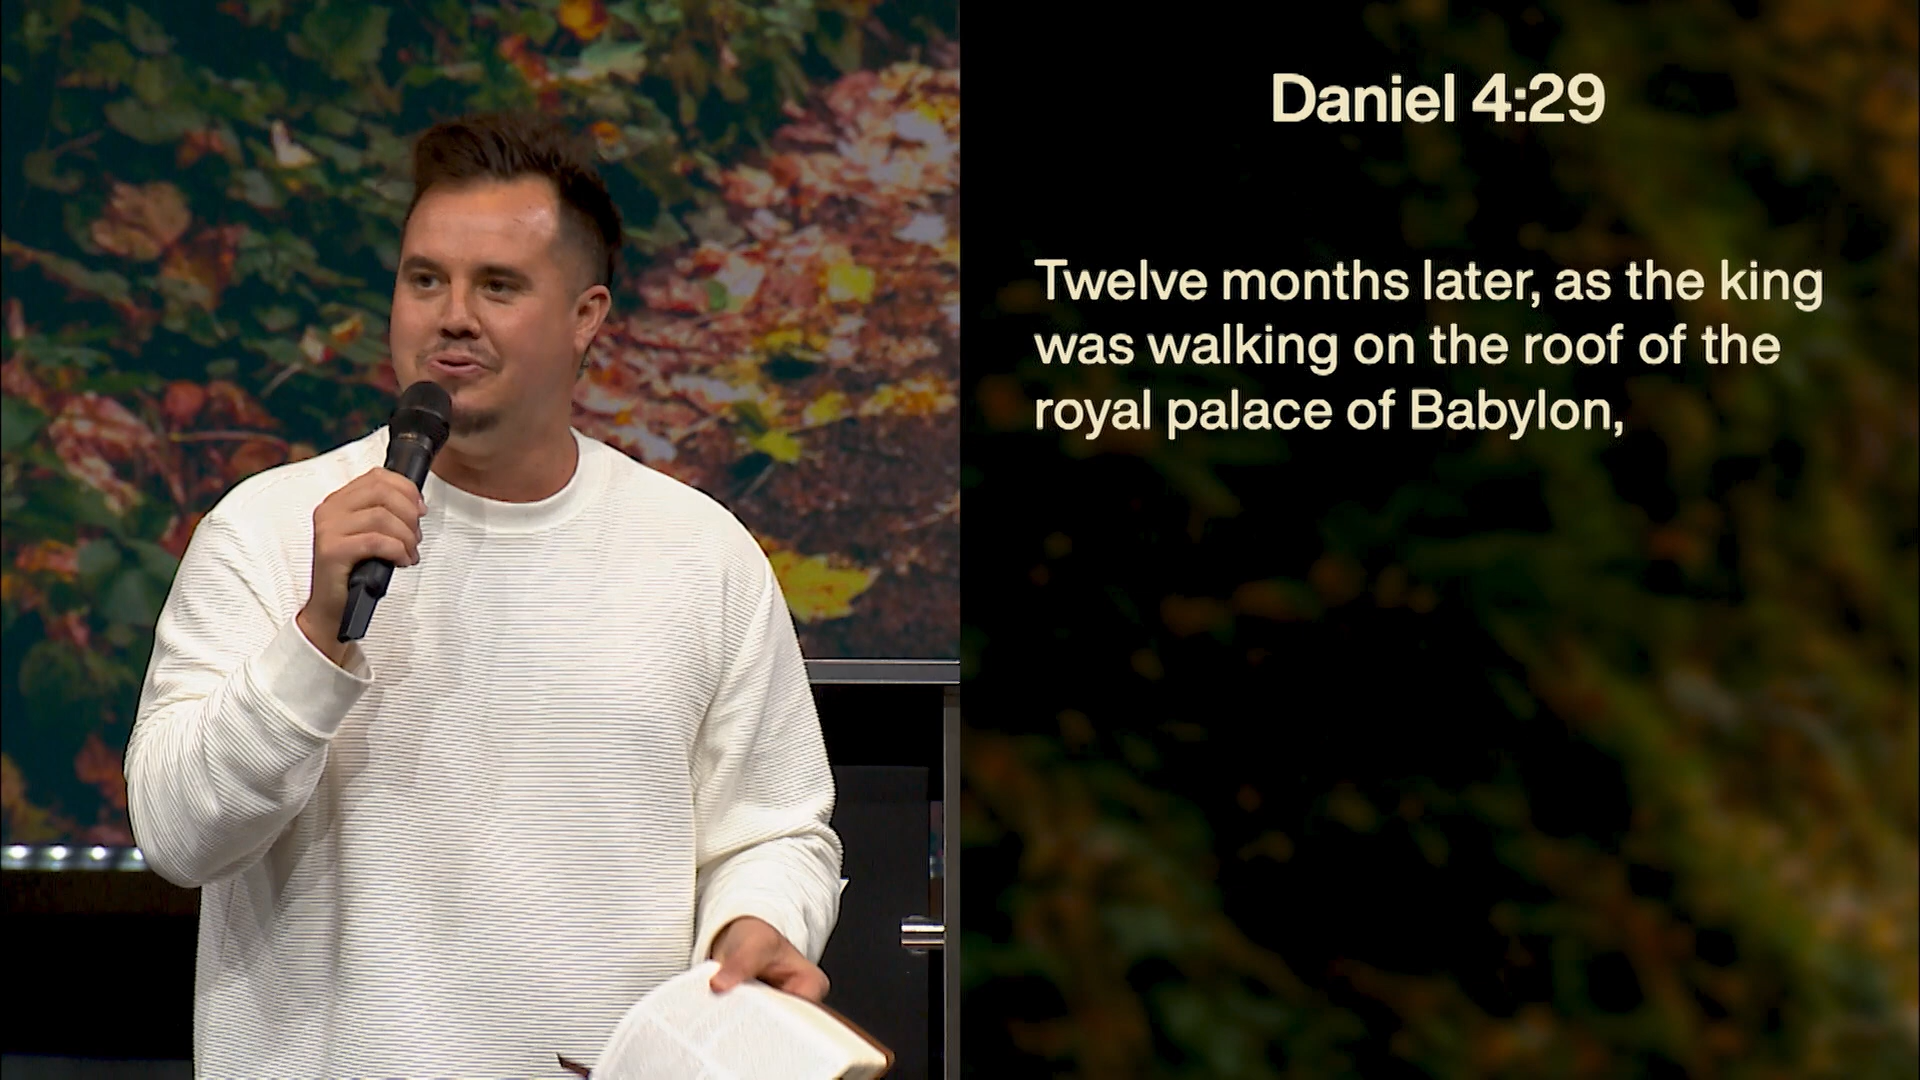 Daniel 4:29
Twelve months later, as the king
was walking on the roof of the
royal palace of Babylon,